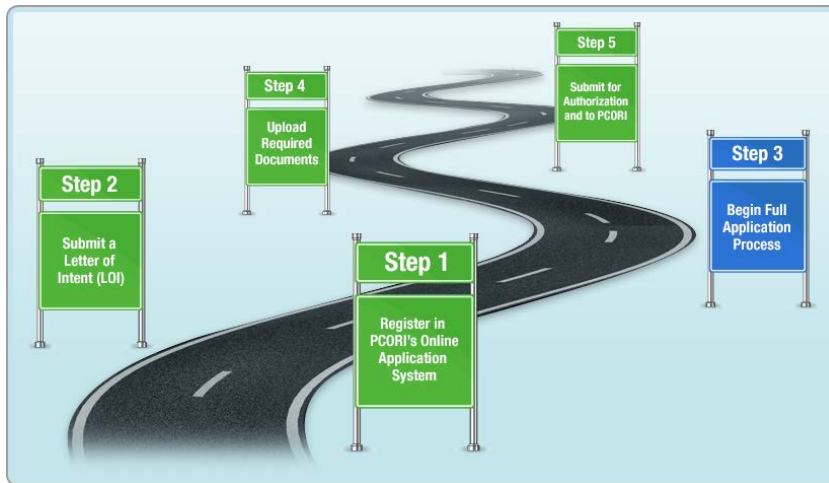 Step 1
Register in
PCORI's Online
Application
System
Step 2
Submit a
Letter of
Intent (LOI)
Step 3
Begin Full
Application
Process
Step 4
Upload
Required
Documents
Step 5
Submit for
Authorization
and to PCORI